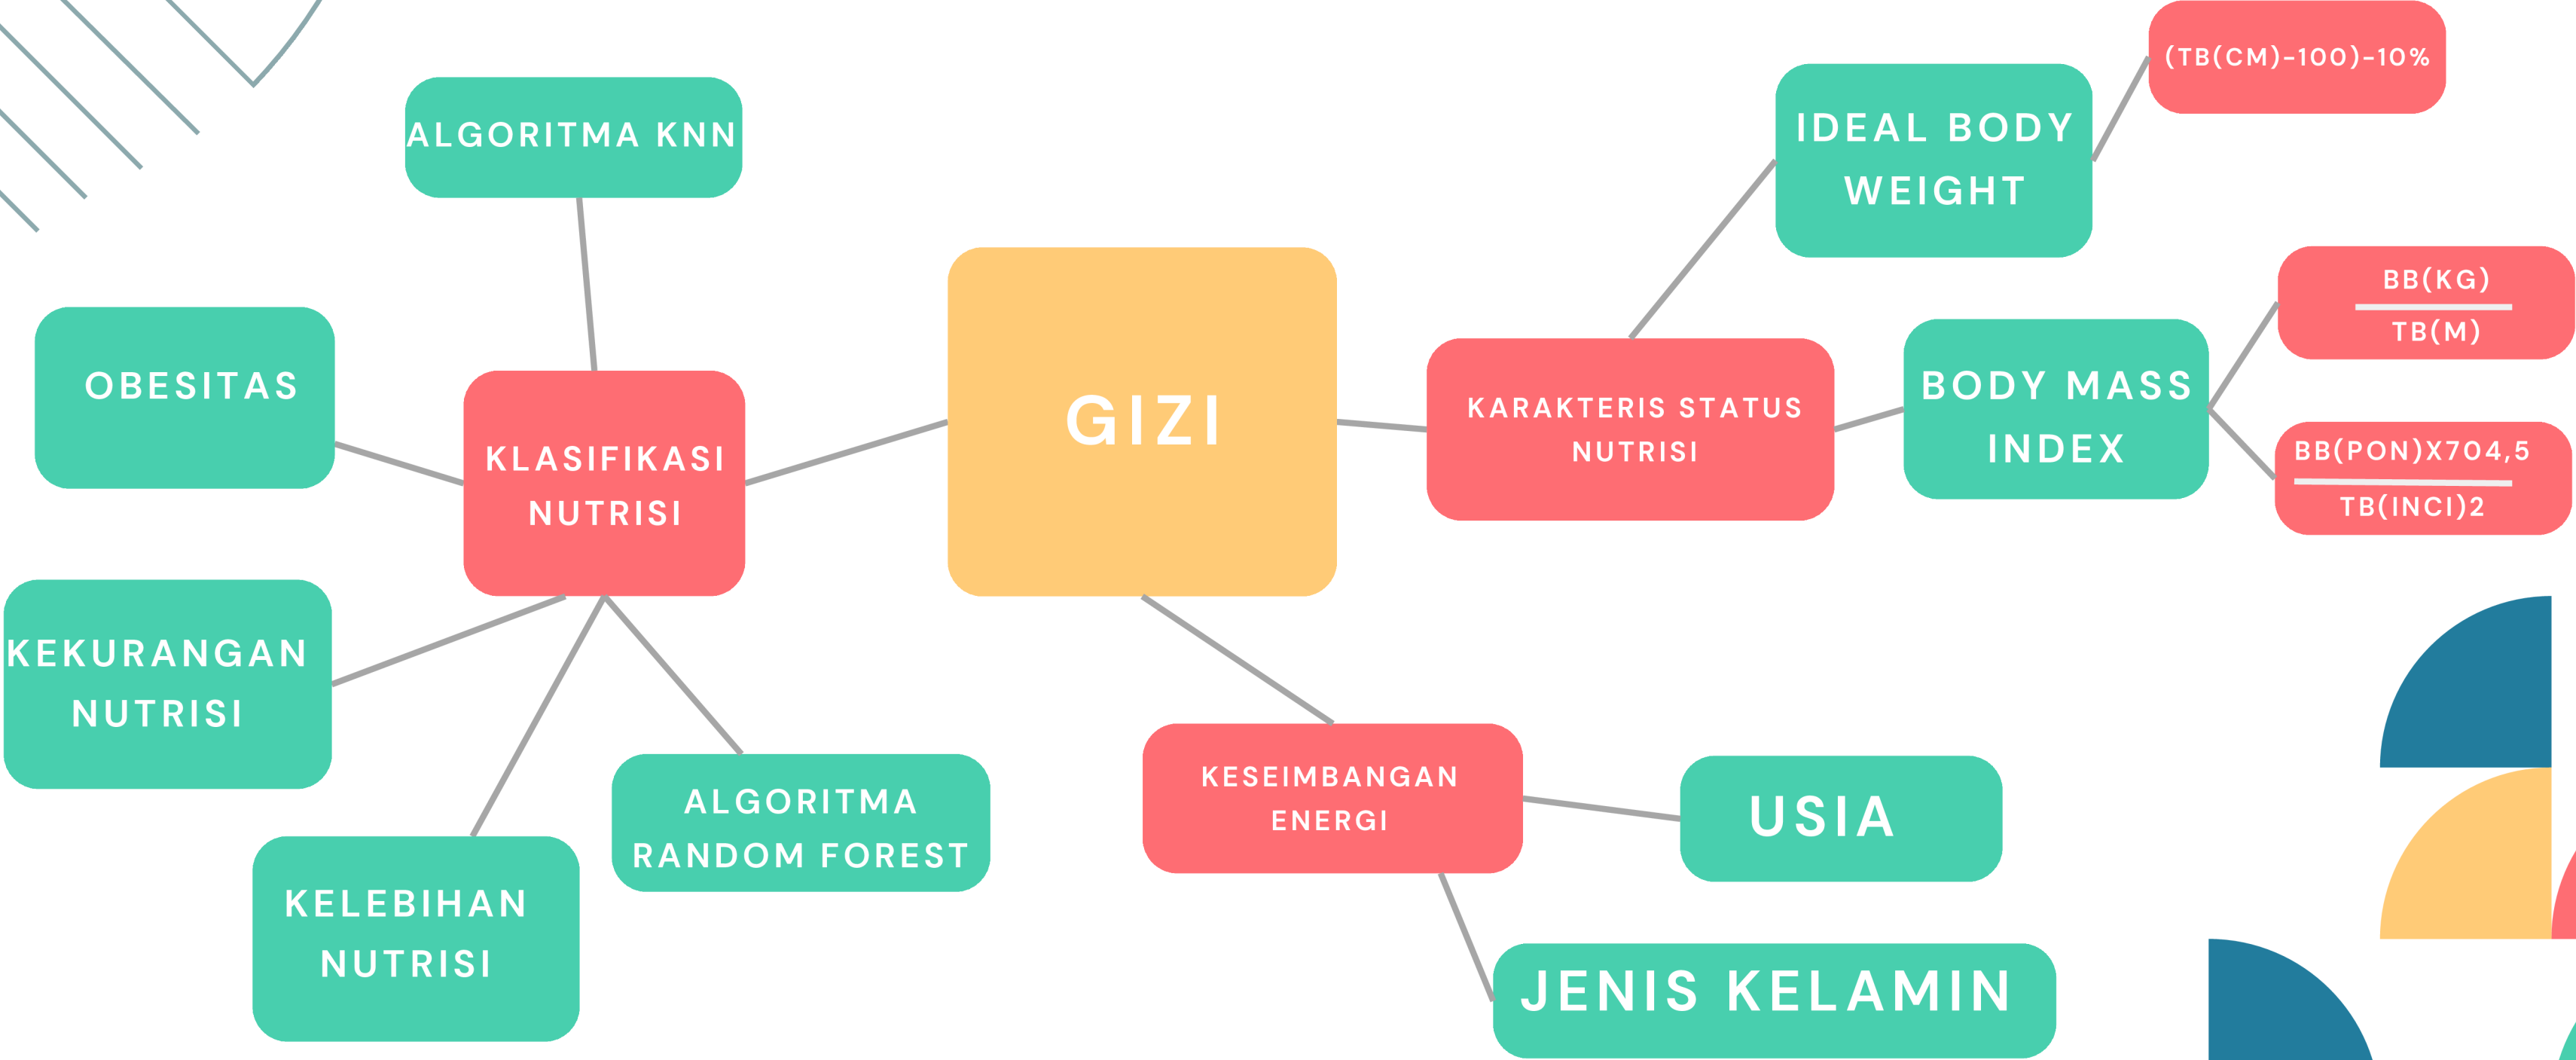 ALGORITMA KNN
OBESITAS
KLASIFIKASI
NUTRISI
KEKURANGAN
NUTRISI
KELEBIHAN
NUTRISI
ALGORITMA
RANDOM FOREST
GIZI
KARAKTERIS STATUS
NUTRISI
IDEAL BODY
WEIGHT
(TB(CM)-100)-10%
BODY MASS
INDEX
BB(KG)
TB(M)
BB(PON)X704,5
TB(INCI)2
KESEIMBANGAN
ENERGI
USIA
JENIS KELAMIN